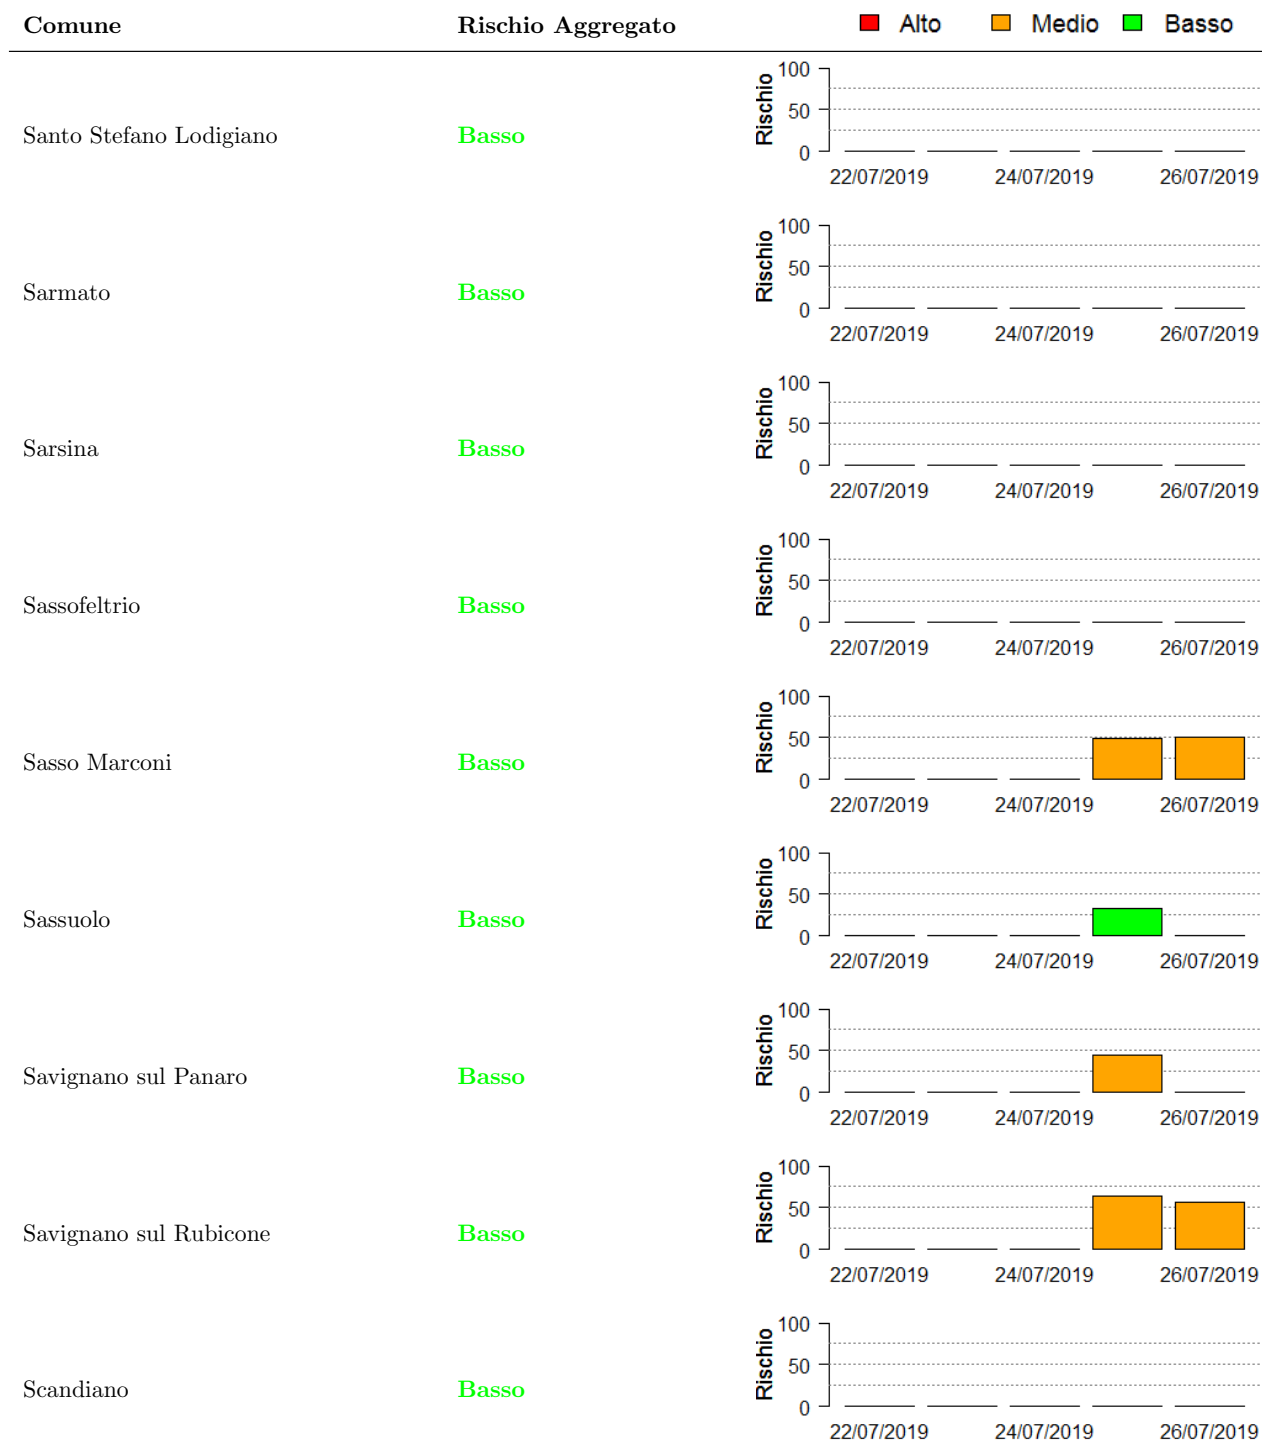 Comune Rischio Aggregato Alto Medio Basso
Santo Stefano Lodigiano Basso
Rischio
100
50
0
22/07/2019 24/07/2019 26/07/2019
Sarmato Basso
Rischio
100
50
0
22/07/2019 24/07/2019 26/07/2019
Sarsina Basso
Rischio
100
50
0
22/07/2019 24/07/2019 26/07/2019
Sassofeltrio Basso
Rischio
100
50
0
22/07/2019 24/07/2019 26/07/2019
Sasso Marconi Basso
Rischio
100
50
0
22/07/2019 24/07/2019 26/07/2019
Sassuolo Basso
Rischio
100
50
0
22/07/2019 24/07/2019 26/07/2019
Savignano sul Panaro Basso
Rischio
100
50
0
22/07/2019 24/07/2019 26/07/2019
Savignano sul Rubicone Basso
Rischio
100
50
0
22/07/2019 24/07/2019 26/07/2019
Scandiano Basso
Rischio
100
50
0
22/07/2019 24/07/2019 26/07/2019